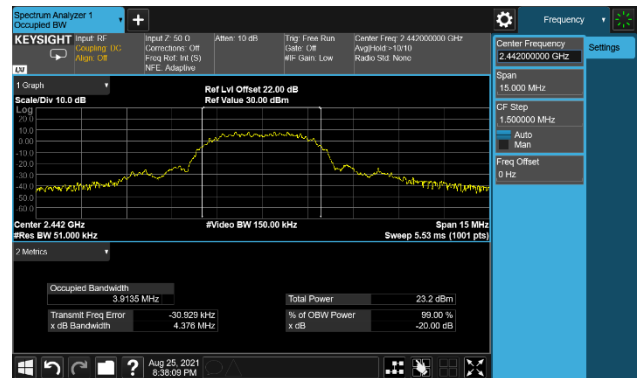 Spectrum Analyzer 1
Occupied BW
+
Frequency
KEYSIGHT
Input: RF
Coupling: DC
Align: Off
Input Z: 50 Ω
Corrections: Off
Freq Ref: Int (S)
NFE: Adaptive
Atten: 10 dB
Trig: Free Run
Gate: Off
#IF Gain: Low
Center Freq: 2.442000000 GHz
Avg|Hold:>10/10
Radio Std: None
LXI
Center Frequency
2.442000000 GHz
Settings
Span
15.000 MHz
CF Step
1.500000 MHz
Auto
Man
Freq Offset
0 Hz
1 Graph
Scale/Div 10.0 dB
Ref Lvl Offset 22.00 dB
Ref Value 30.00 dBm
Log
20.0
10.0
0.00
-10.0
-20.0
-30.0
-40.0
-50.0
-60.0
Center 2.442 GHz
#Res BW 51.000 kHz
#Video BW 150.00 kHz
Span 15 MHz
Sweep 5.53 ms (1001 pts)
2 Metrics
Occupied Bandwidth
3.9135 MHz
Total Power 23.2 dBm
Transmit Freq Error -30.929 kHz
% of OBW Power 99.00 %
x dB Bandwidth 4.376 MHz
x dB -20.00 dB
?
Aug 25, 2021
8:38:09 PM